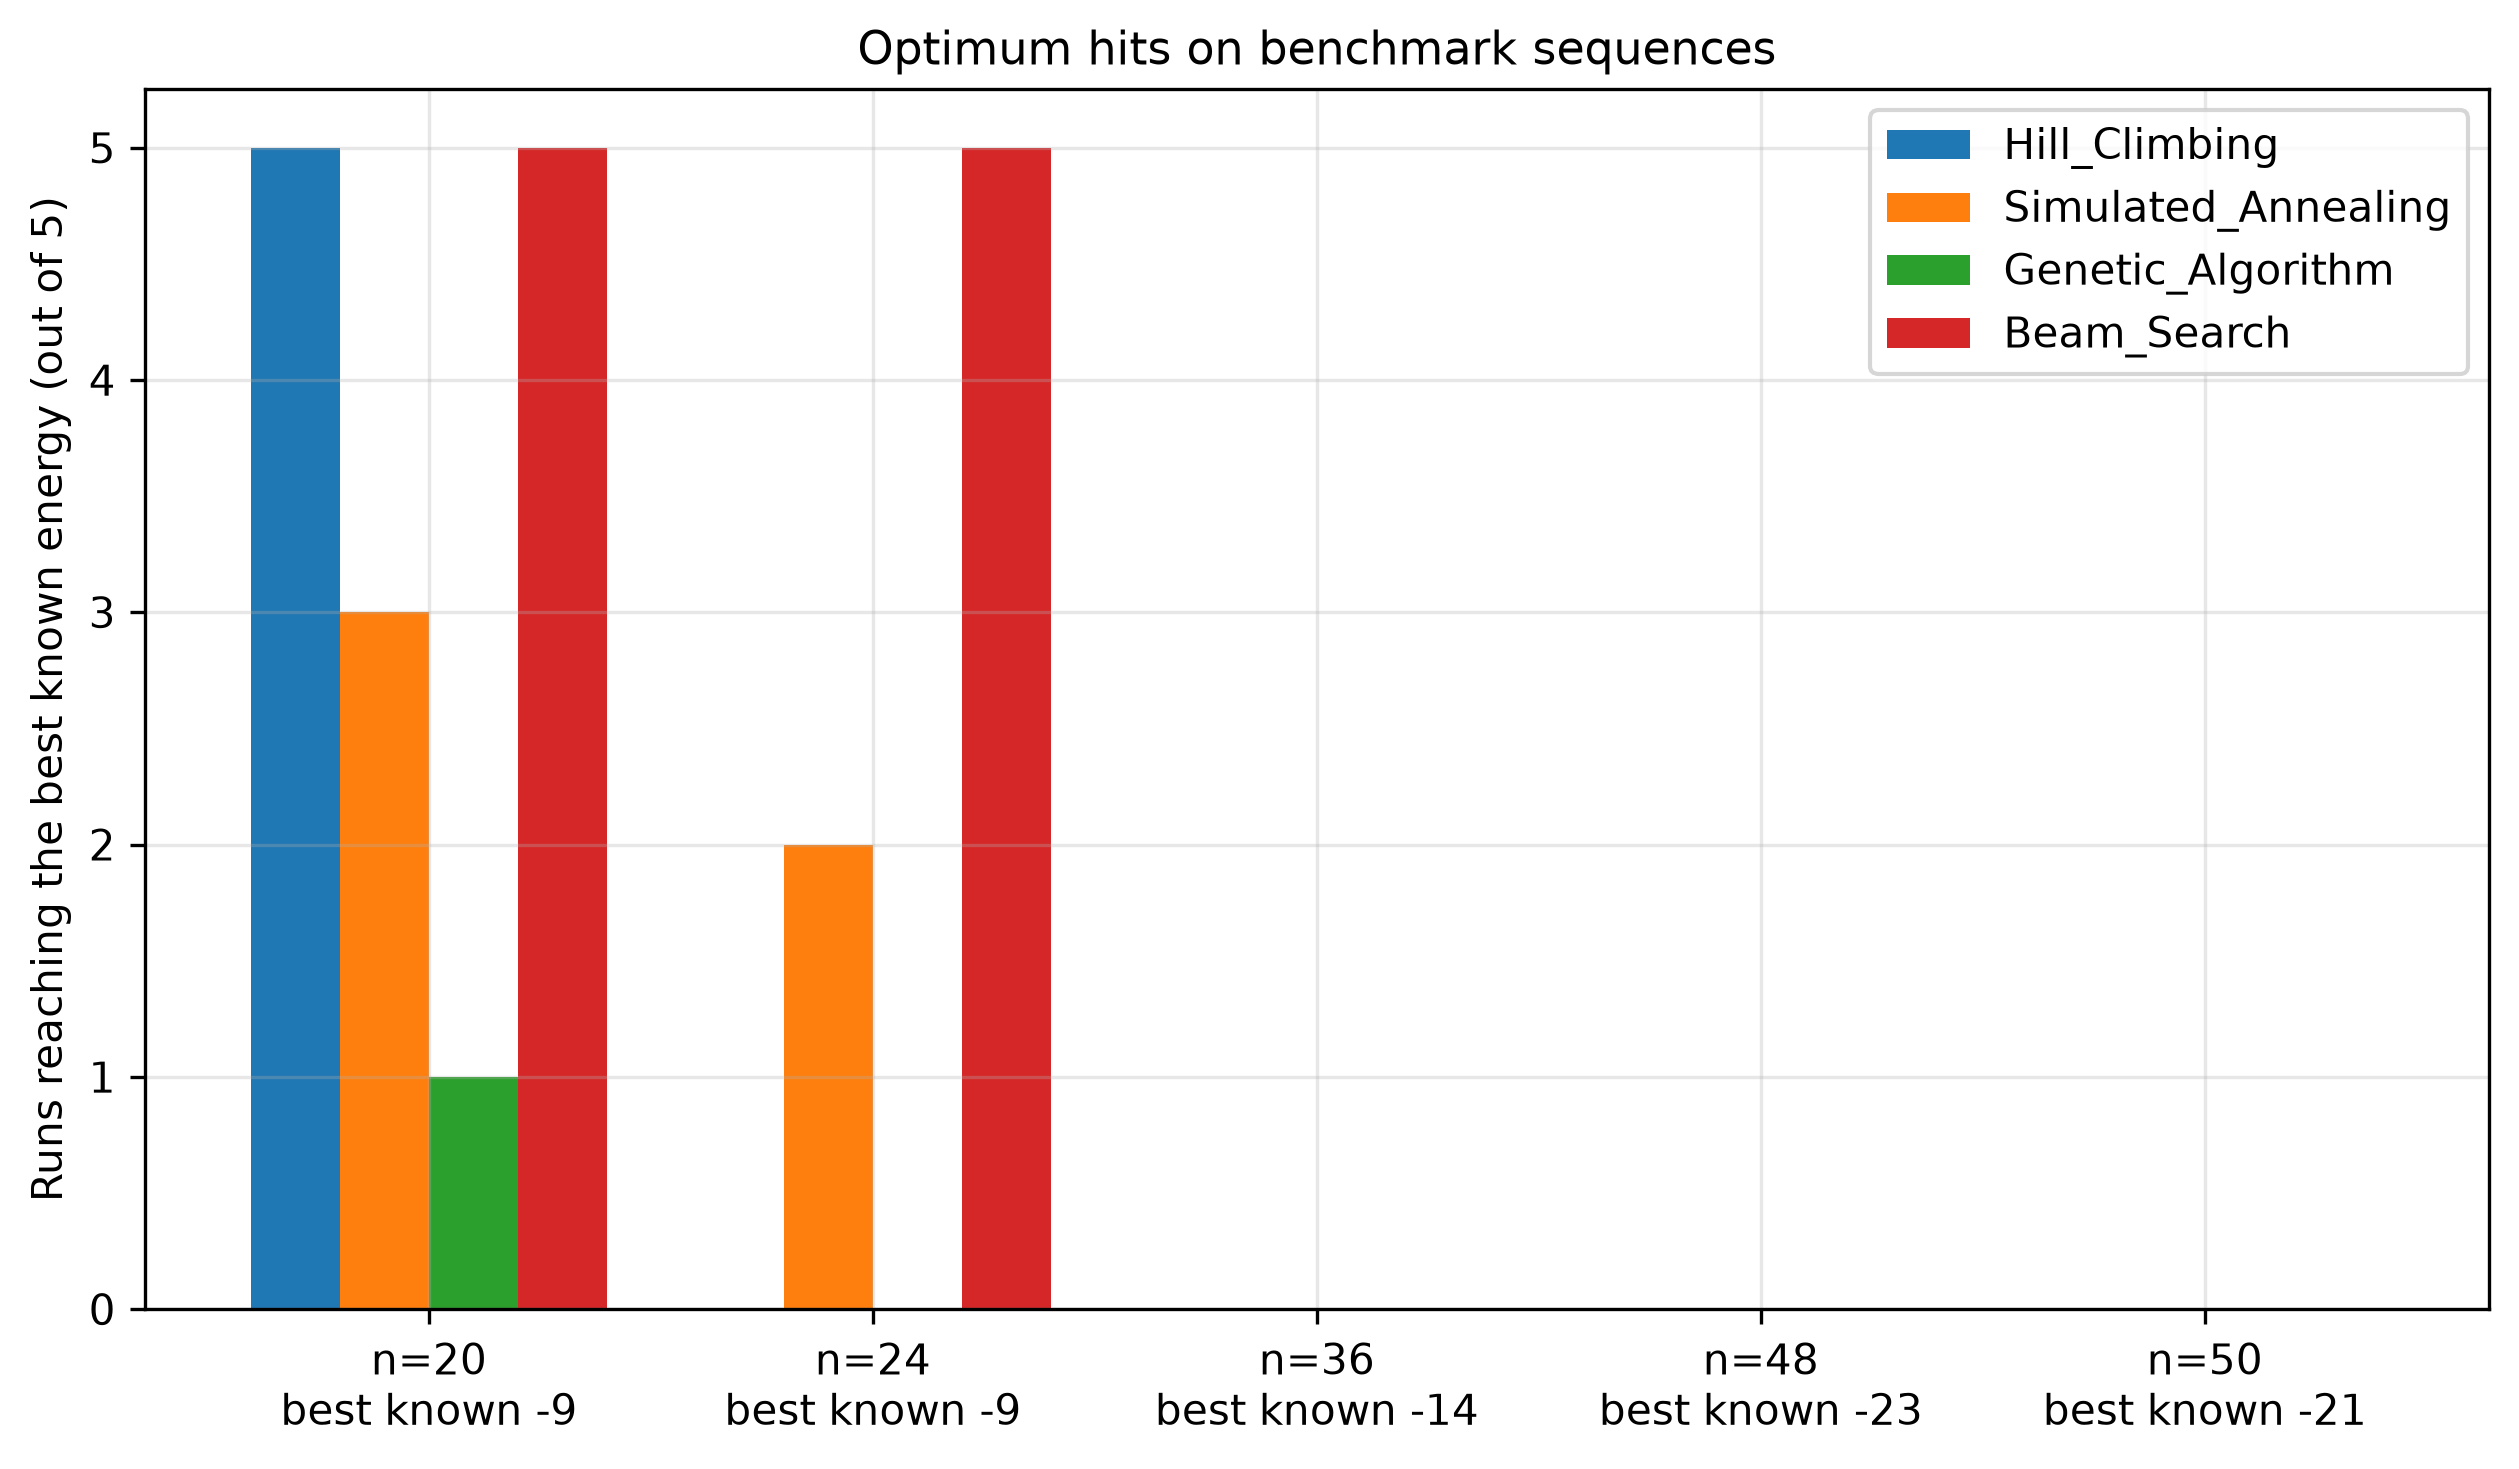 Optimum hits on benchmark sequences
Runs reaching the best known energy (out of 5)
5
4
3
2
1
0
Hill_Climbing
Simulated_Annealing
Genetic_Algorithm
Beam_Search
n=20
best known -9
n=24
best known -9
n=36
best known -14
n=48
best known -23
n=50
best known -21